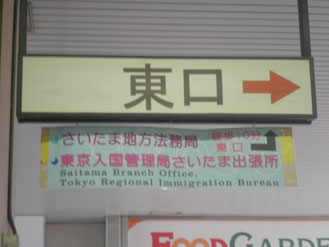 東口
さいたま地方法務局
徒歩10分
東口
東京入国管理局さいたま出張所
Saitama Branch Office,
Tokyo Regional Immigration Bureau
FOOD GARDE